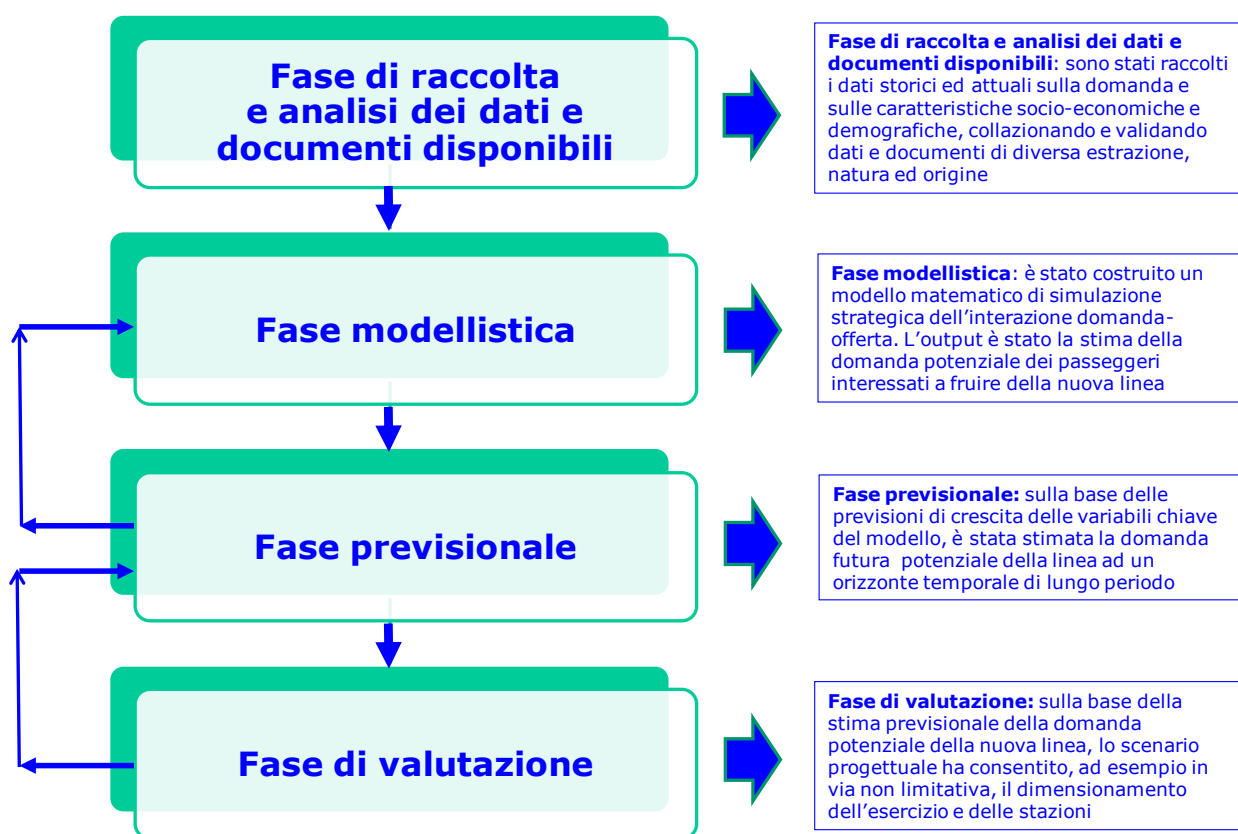 Fase di raccolta
e analisi dei dati e
documenti disponibili
Fase di raccolta e analisi dei dati e
documenti disponibili: sono stati raccolti
i dati storici ed attuali sulla domanda e
sulle caratteristiche socio-economiche e
demografiche, collazionando e validando
dati e documenti di diversa estrazione,
natura ed origine
Fase modellistica
Fase modellistica: è stato costruito un
modello matematico di simulazione
strategica dell’interazione domanda-
offerta. L’output è stato la stima della
domanda potenziale dei passeggeri
interessati a fruire della nuova linea
Fase previsionale
Fase previsionale: sulla base delle
previsioni di crescita delle variabili chiave
del modello, è stata stimata la domanda
futura potenziale della linea ad un
orizzonte temporale di lungo periodo
Fase di valutazione
Fase di valutazione: sulla base della
stima previsionale della domanda
potenziale della nuova linea, lo scenario
progettuale ha consentito, ad esempio in
via non limitativa, il dimensionamento
dell’esercizio e delle stazioni